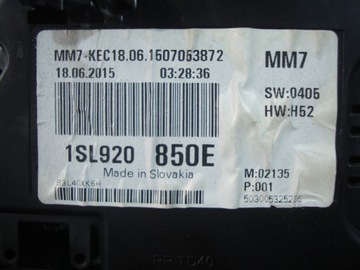 MM7-KEC18.06.1507053872
MM7
18.06.2015 03:28:36
SW:0405
HW:H52
1SL920 850E
Made in Slovakia
M:02135
P:001